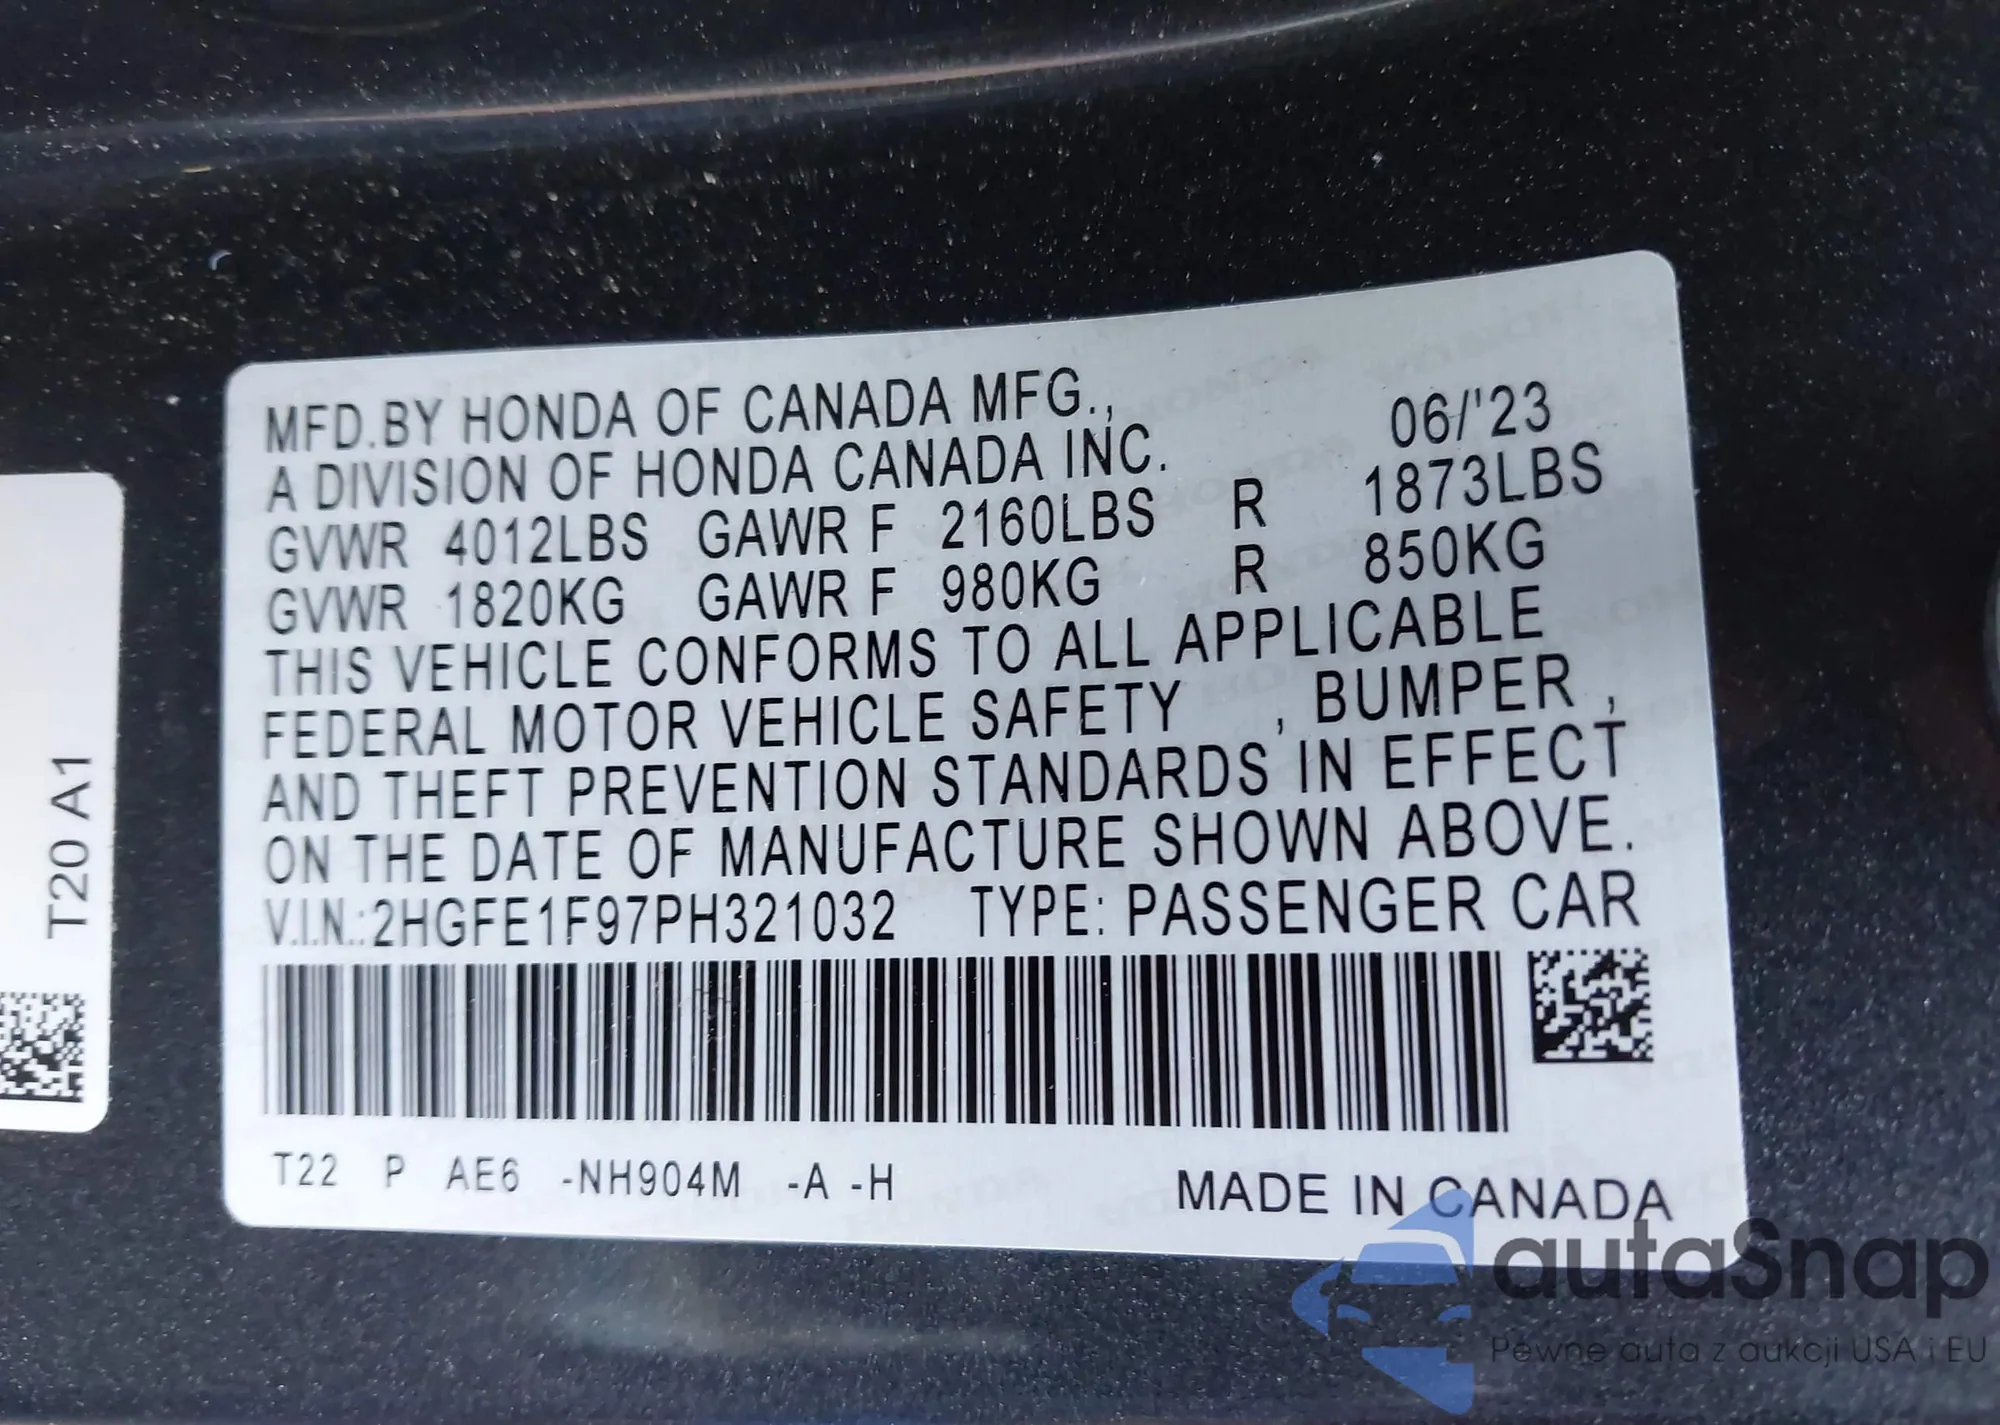 MFD.BY HONDA OF CANADA MFG., 06/'23
A DIVISION OF HONDA CANADA INC.
GVWR 4012LBS GAWR F 2160LBS R 1873LBS
GVWR 1820KG GAWR F 980KG R 850KG
THIS VEHICLE CONFORMS TO ALL APPLICABLE
FEDERAL MOTOR VEHICLE SAFETY , BUMPER ,
AND THEFT PREVENTION STANDARDS IN EFFECT
ON THE DATE OF MANUFACTURE SHOWN ABOVE.
V.I.N.:2HGFE1F97PH321032 TYPE: PASSENGER CAR
T22 P AE6 -NH904M -A -H
MADE IN CANADA
T20 A1
autaSnap
Pewne auta z aukcji USA i EU